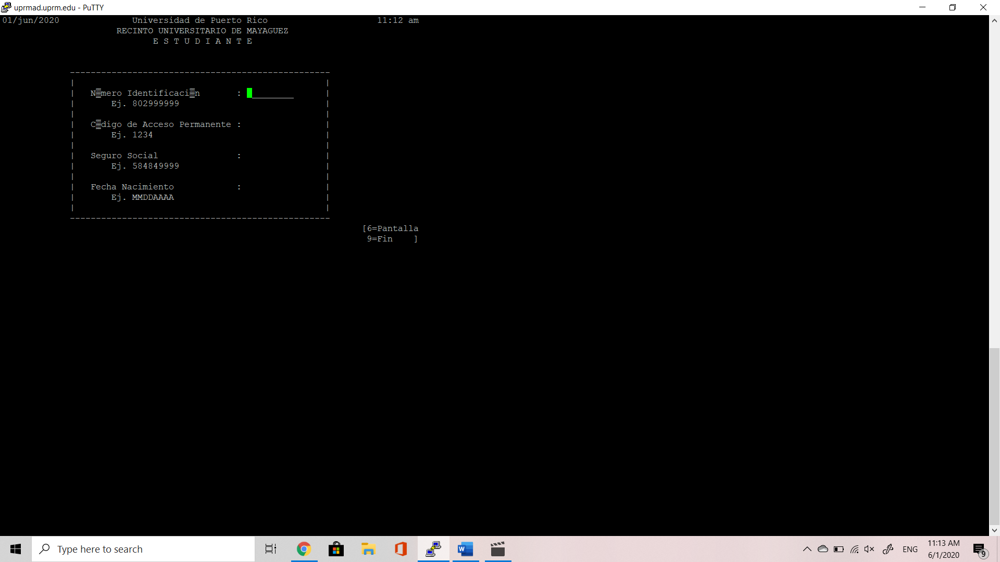 uprmad.uprm.edu - PuTTY
01/jun/2020 Universidad de Puerto Rico 11:12 am
RECINTO UNIVERSITARIO DE MAYAGUEZ
E S T U D I A N T E
N▒mero Identificaci▒n : _________
Ej. 802999999
C▒digo de Acceso Permanente :
Ej. 1234
Seguro Social :
Ej. 584849999
Fecha Nacimiento :
Ej. MMDDAAAA
[6=Pantalla
9=Fin ]
Type here to search
W
ENG
11:13 AM
6/1/2020
9